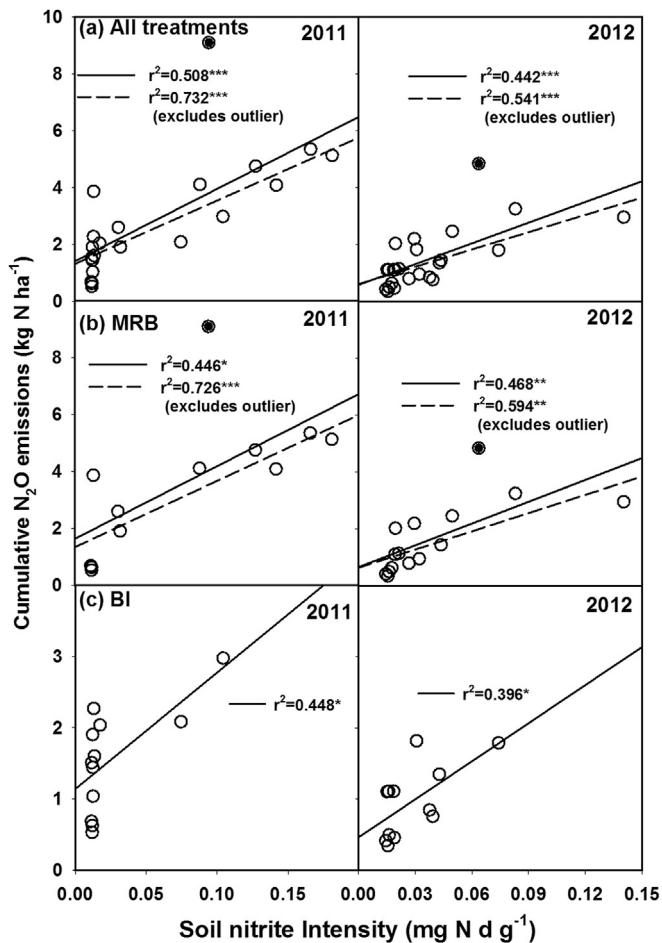 (a) All treatments
2011
r²=0.508***
r²=0.732***
(excludes outlier)
2012
r²=0.442***
r²=0.541***
(excludes outlier)
10
8
6
4
2
0
(b) MRB
2011
r²=0.446*
r²=0.726***
(excludes outlier)
2012
r²=0.468**
r²=0.594**
(excludes outlier)
8
6
4
2
0
(c) BI
2011
r²=0.448*
2012
r²=0.396*
3
2
1
0
0.00 0.05 0.10 0.15 0.00 0.03 0.06 0.09 0.12 0.15
Cumulative N₂O emissions (kg N ha⁻¹)
Soil nitrite Intensity (mg N d g⁻¹)